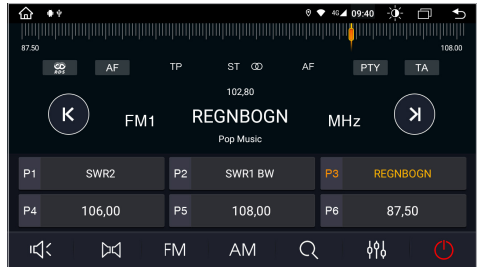 4G 09:40
87.50 108.00
RDS AF TP ST AF PTY TA
102,80
FM1 REGNBOGN MHz
Pop Music
P1 SWR2 P2 SWR1 BW P3 REGNBOGN
P4 106,00 P5 108,00 P6 87,50
FM AM